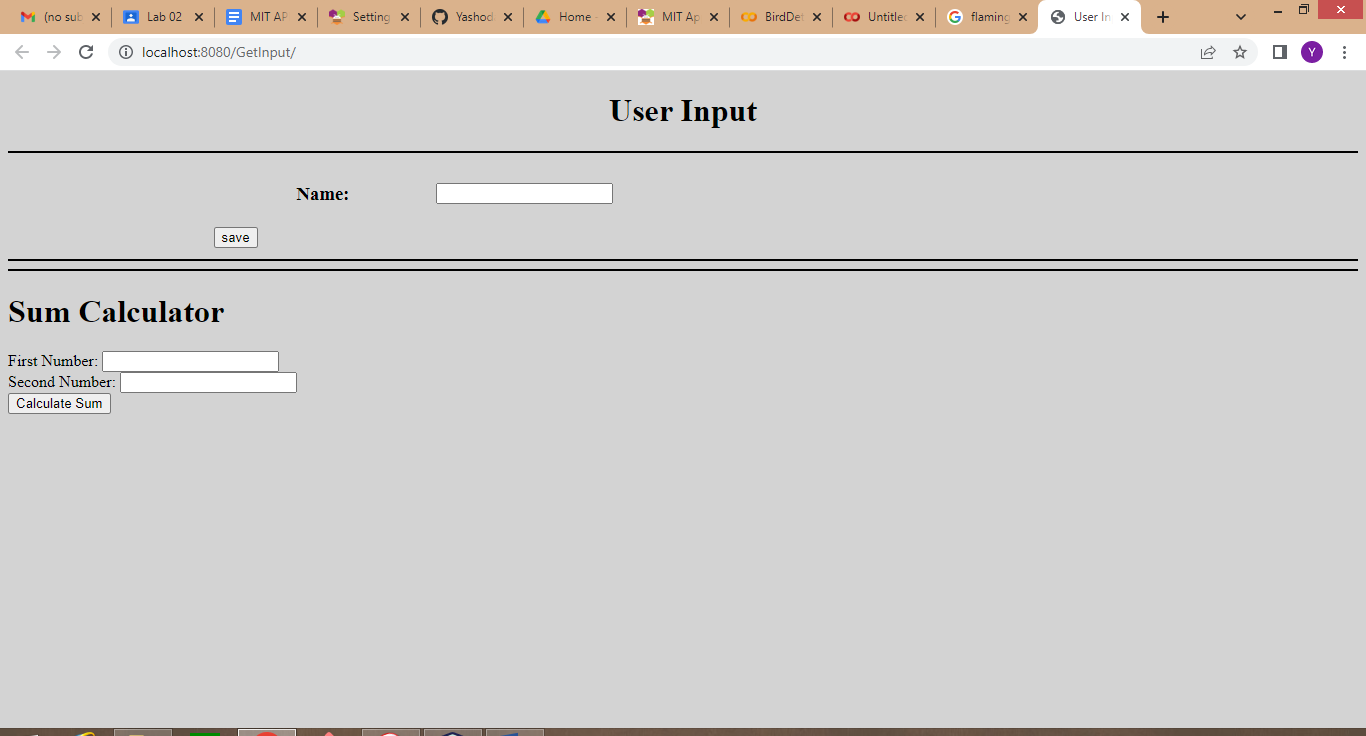 (no sub
Lab 02
MIT AP
Setting
Yashod
Home -
MIT Ap
BirdDet
Untitled
flaming
User In
localhost:8080/GetInput/
Y
User Input
Name:
save
Sum Calculator
First Number:
Second Number:
Calculate Sum